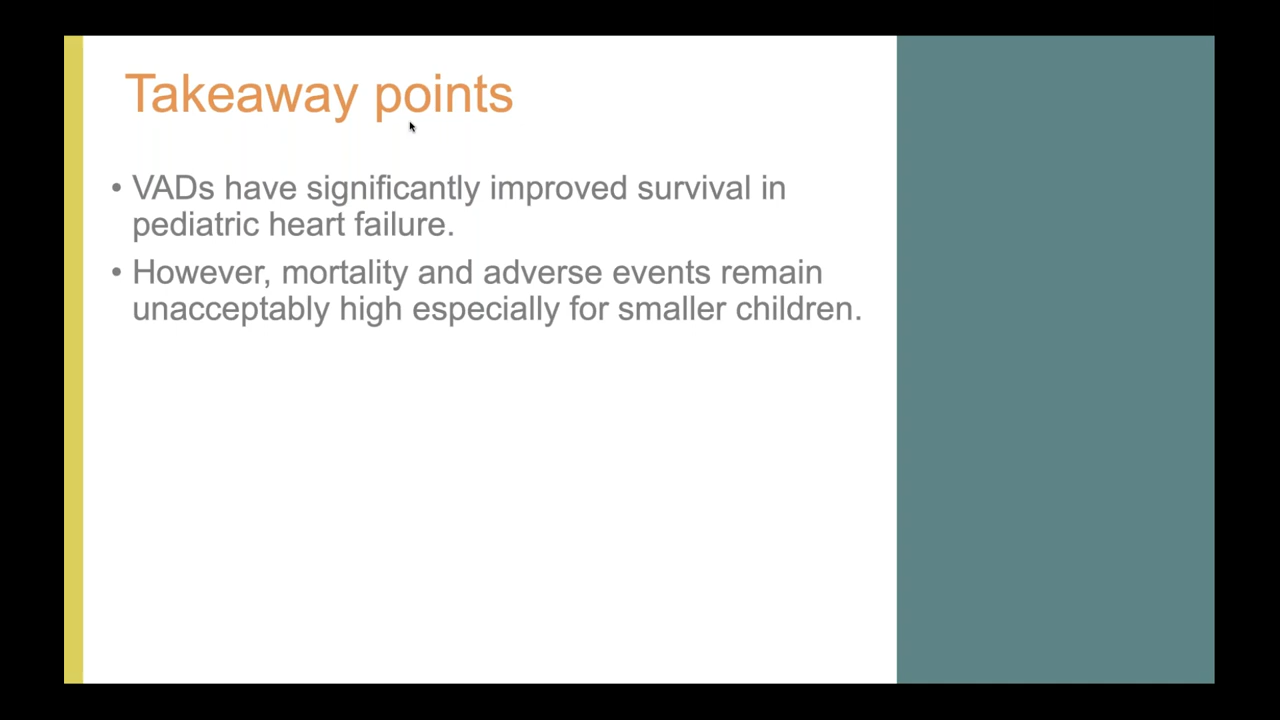 Takeaway points
• VADs have significantly improved survival in
pediatric heart failure.
• However, mortality and adverse events remain
unacceptably high especially for smaller children.